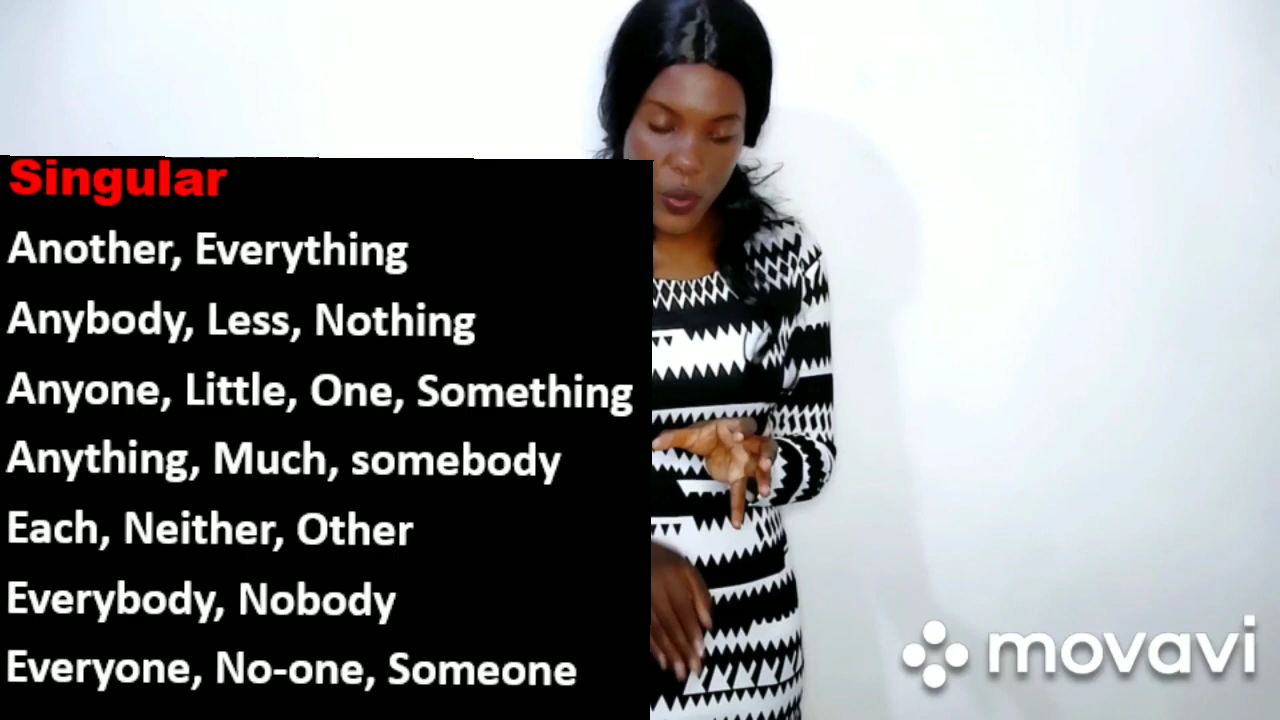 Singular
Another, Everything
Anybody, Less, Nothing
Anyone, Little, One, Something
Anything, Much, somebody
Each, Neither, Other
Everybody, Nobody
Everyone, No-one, Someone
movavi